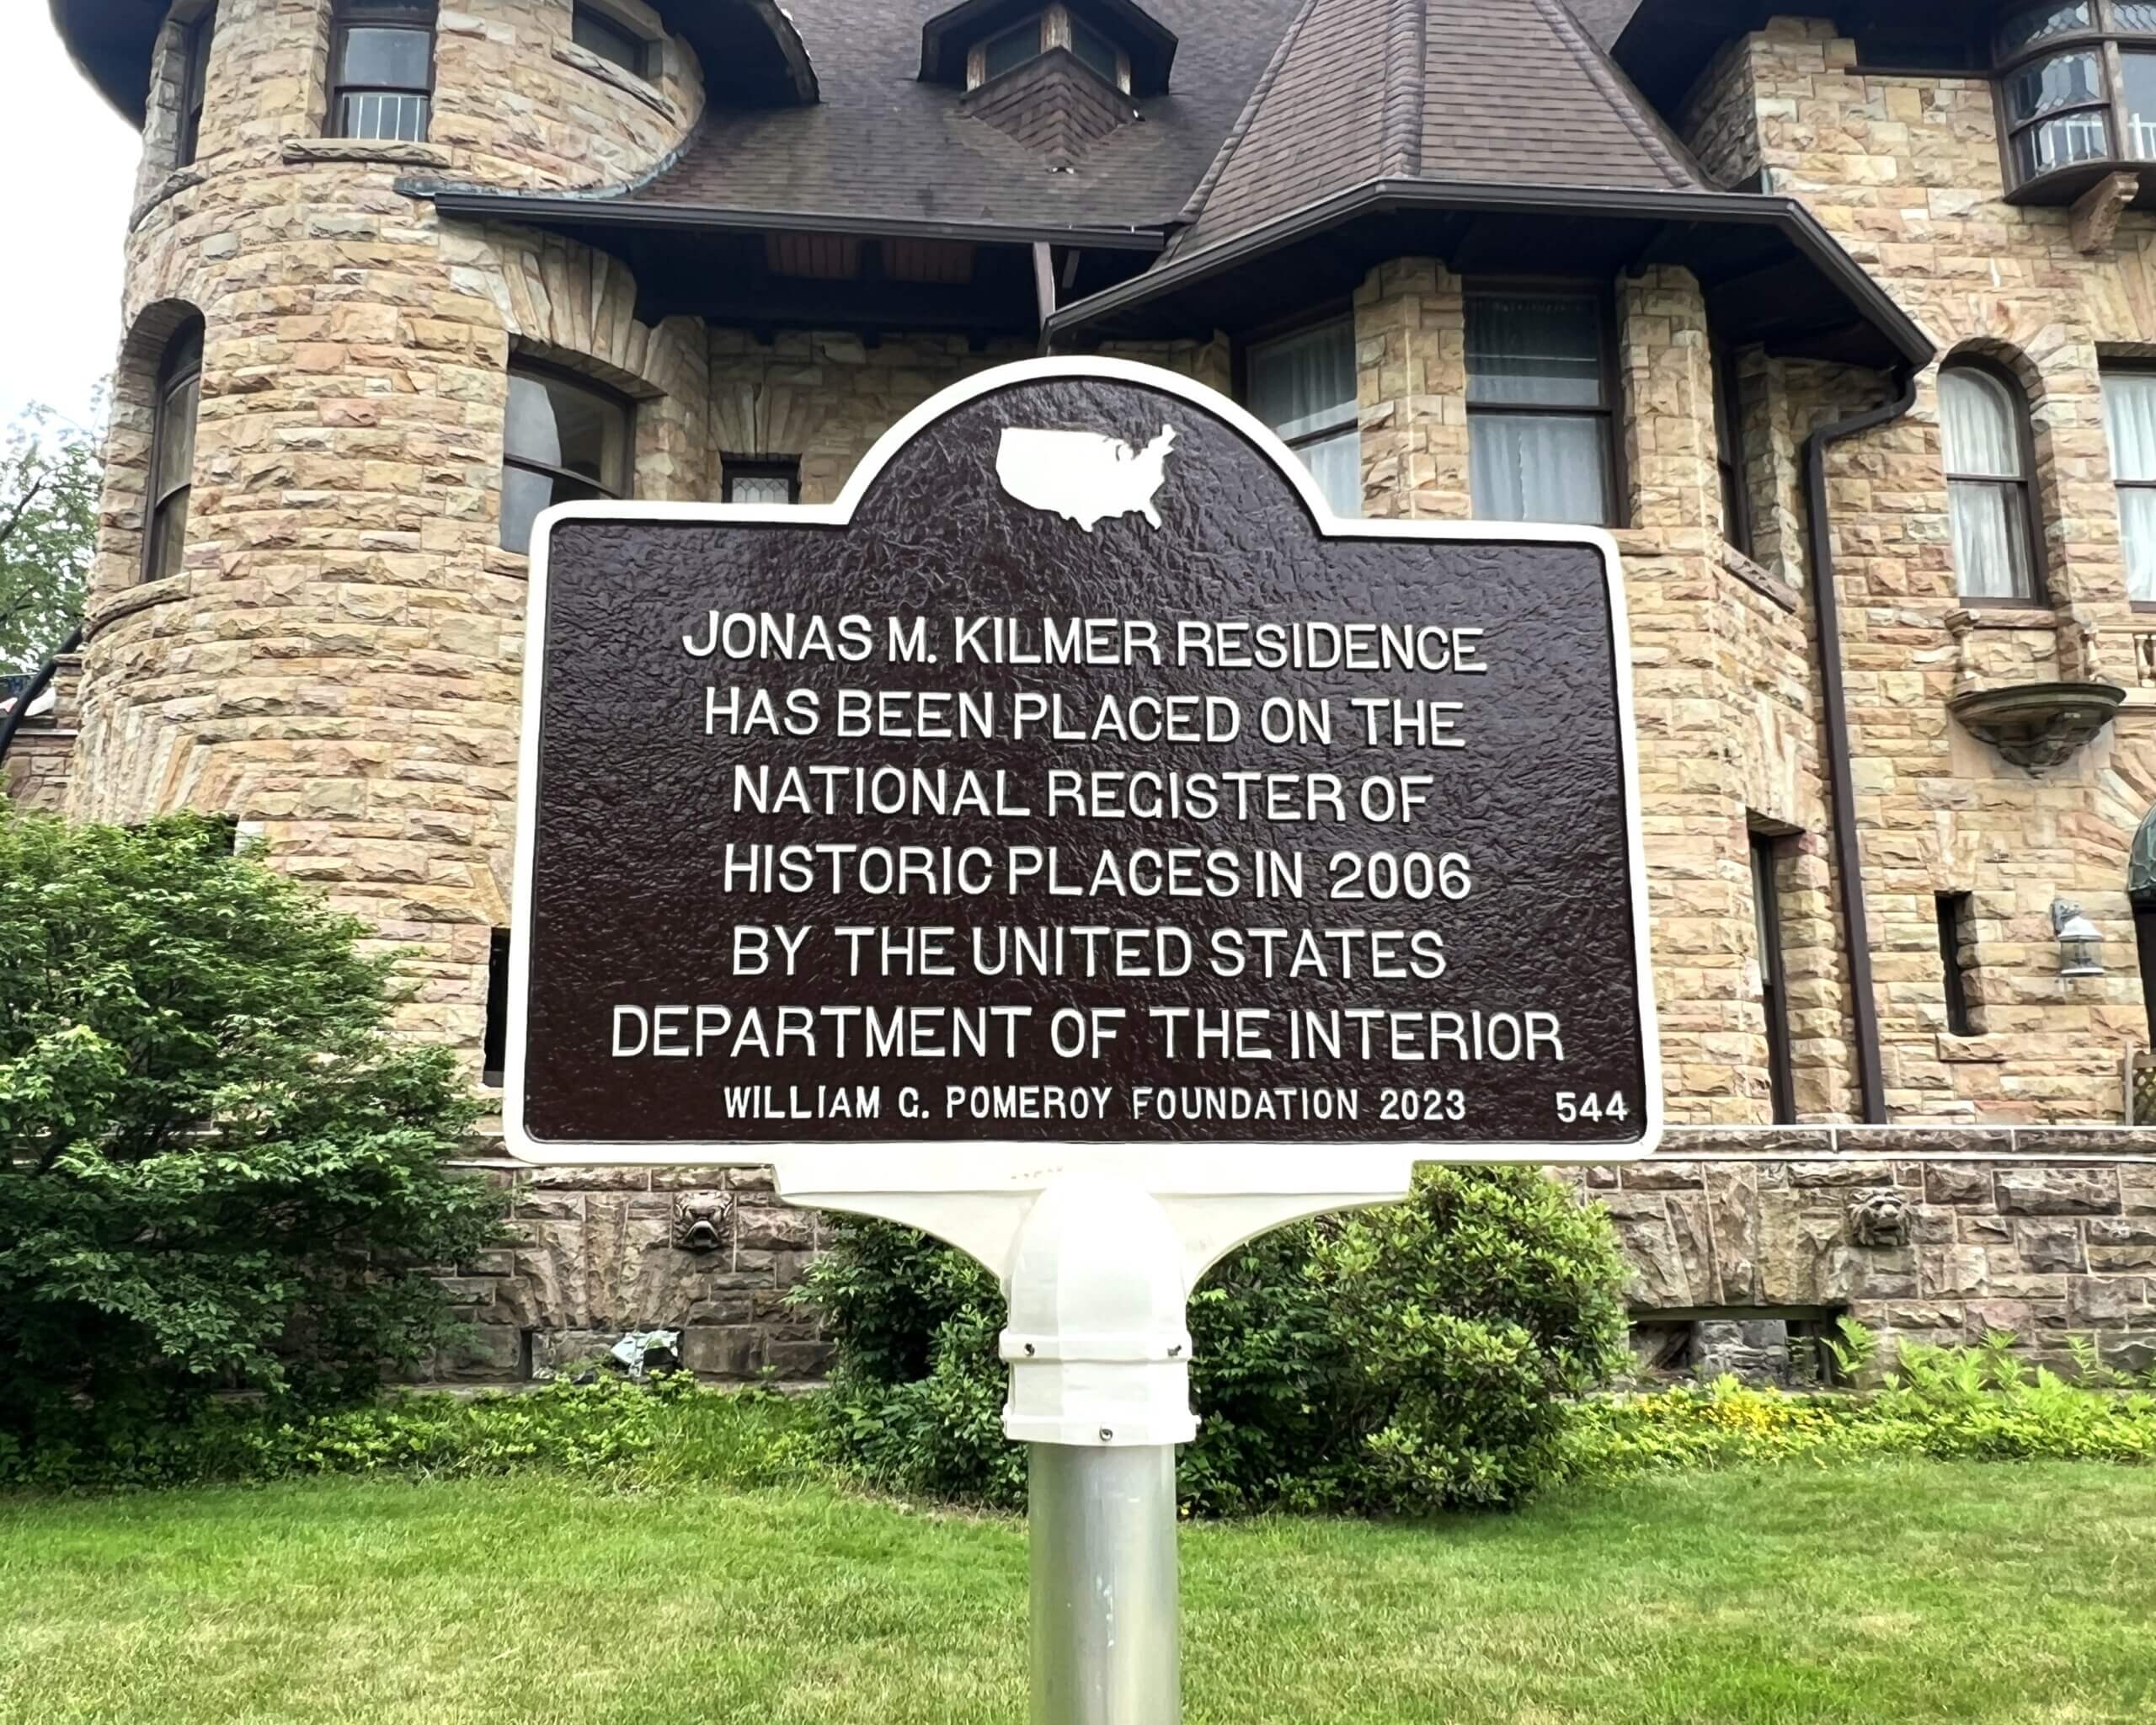 JONAS M. KILMER RESIDENCE
HAS BEEN PLACED ON THE
NATIONAL REGISTER OF
HISTORIC PLACES IN 2006
BY THE UNITED STATES
DEPARTMENT OF THE INTERIOR
WILLIAM G. POMEROY FOUNDATION 2023 544